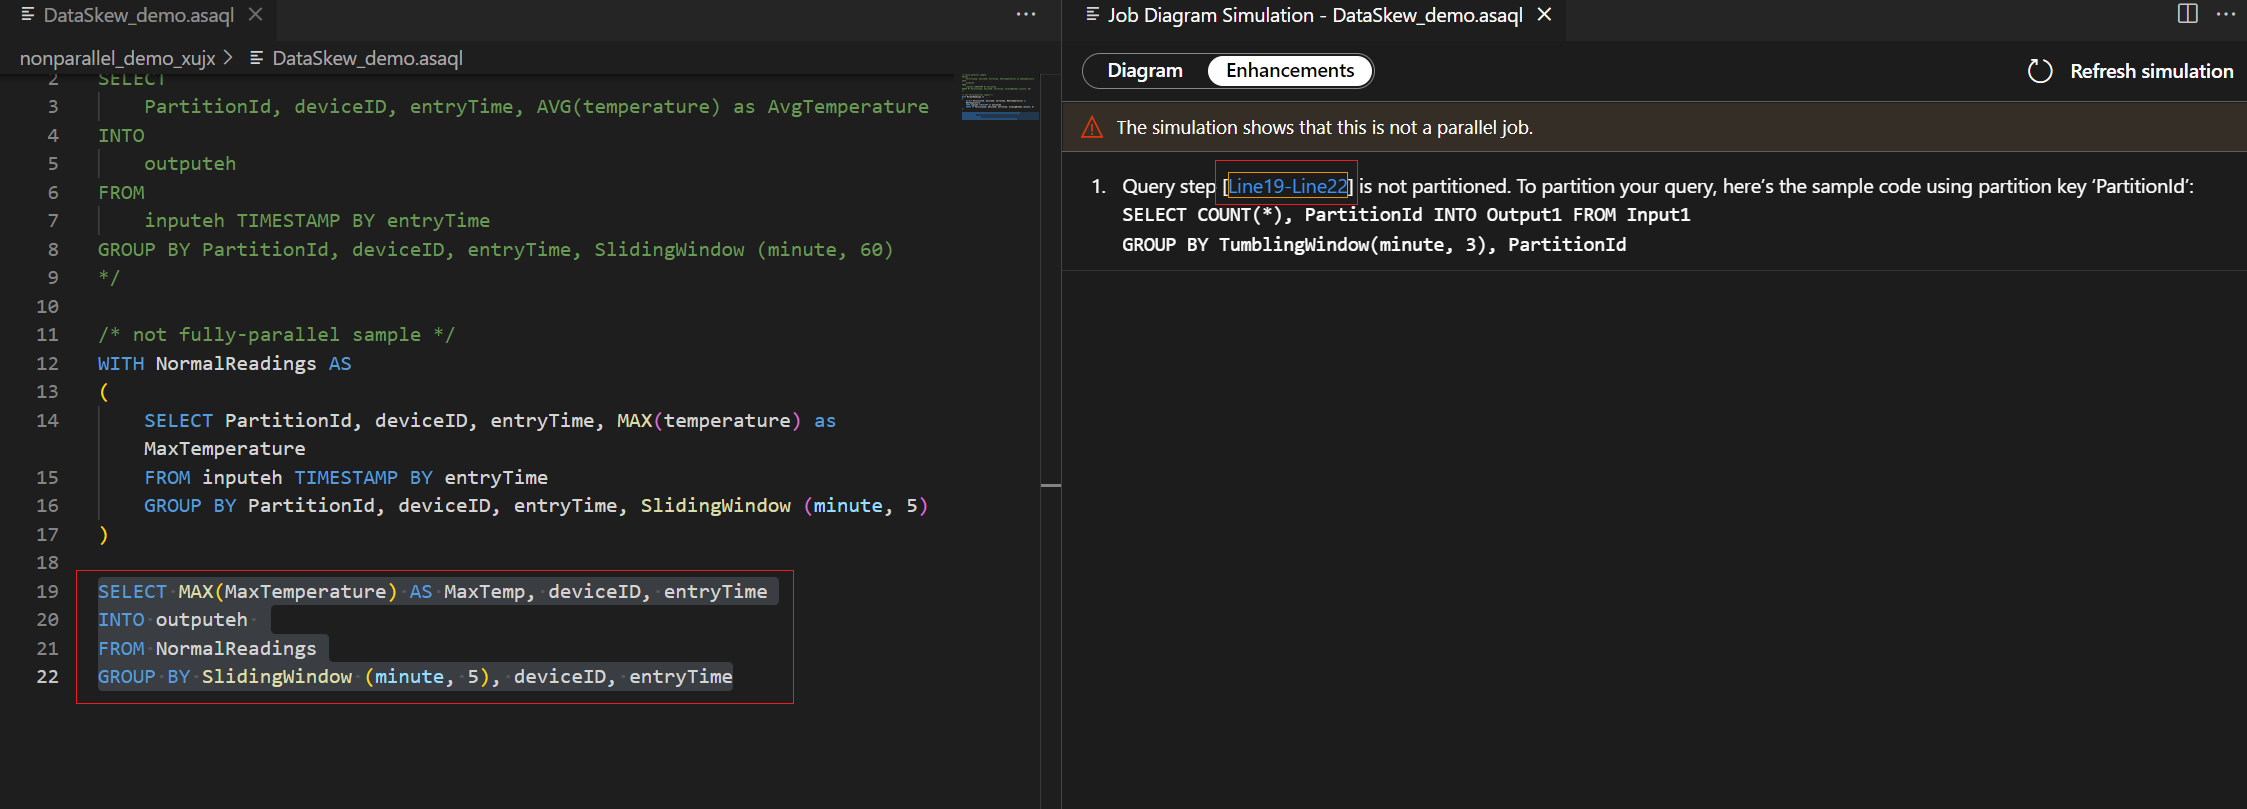 DataSkew_demo.asaql
nonparallel_demo_xujx > DataSkew_demo.asaql
2 SELECT
3 PartitionId, deviceID, entryTime, AVG(temperature) as AvgTemperature
4 INTO
5 outputeh
6 FROM
7 inputeh TIMESTAMP BY entryTime
8 GROUP BY PartitionId, deviceID, entryTime, SlidingWindow (minute, 60)
9 */
10
11 /* not fully-parallel sample */
12 WITH NormalReadings AS
13 (
14 SELECT PartitionId, deviceID, entryTime, MAX(temperature) as
MaxTemperature
15 FROM inputeh TIMESTAMP BY entryTime
16 GROUP BY PartitionId, deviceID, entryTime, SlidingWindow (minute, 5)
17 )
18
19 SELECT MAX(MaxTemperature) AS MaxTemp, deviceID, entryTime
20 INTO outputeh
21 FROM NormalReadings
22 GROUP BY SlidingWindow (minute, 5), deviceID, entryTime
Job Diagram Simulation - DataSkew_demo.asaql
Diagram Enhancements
Refresh simulation
The simulation shows that this is not a parallel job.
1. Query step [Line19-Line22] is not partitioned. To partition your query, here’s the sample code using partition key ‘PartitionId’:
SELECT COUNT(*), PartitionId INTO Output1 FROM Input1
GROUP BY TumblingWindow(minute, 3), PartitionId